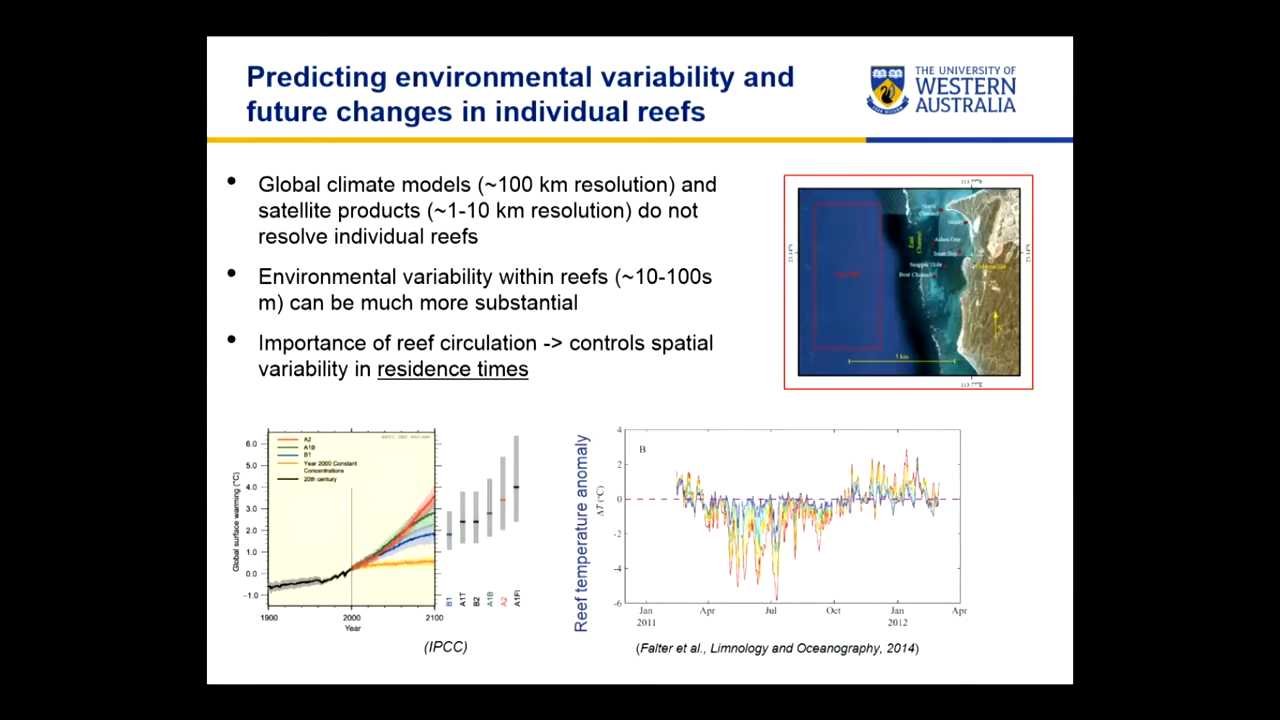 Predicting environmental variability and
future changes in individual reefs
THE UNIVERSITY OF
WESTERN
AUSTRALIA
• Global climate models (~100 km resolution) and
satellite products (~1-10 km resolution) do not
resolve individual reefs
• Environmental variability within reefs (~10-100s
m) can be much more substantial
• Importance of reef circulation -> controls spatial
variability in residence times
Channel
5 km
Global surface warming (°C)
6.0
5.0
4.0
3.0
2.0
1.0
0.0
-1.0
A2
A1B
B1
Year 2000 Constant
Concentrations
20th century
1900 2000 2100
Year
B1 A1T B2 A1B A2 A1FI
(IPCC)
Reef temperature anomaly
ΔT (°C)
B
4
2
0
-2
-4
-6
Jan Apr Jul Oct Jan Apr
2011 2012
(Falter et al., Limnology and Oceanography, 2014)